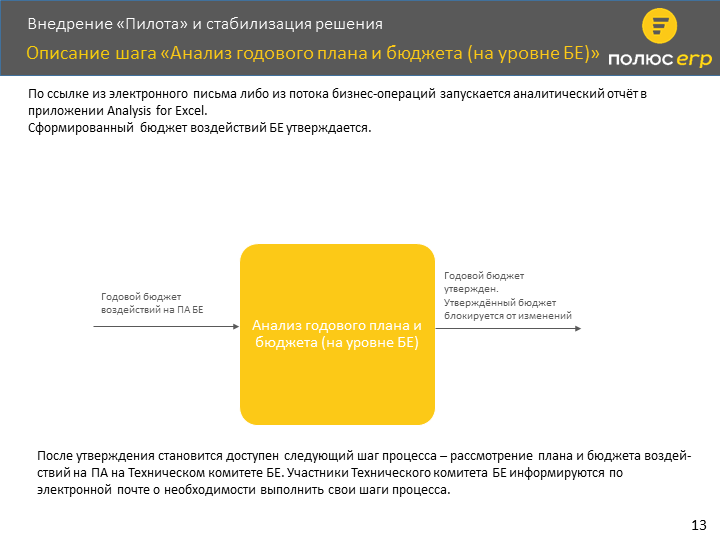 Внедрение «Пилота» и стабилизация решения
Описание шага «Анализ годового плана и бюджета (на уровне БЕ)»
ПОЛЮС erp
По ссылке из электронного письма либо из потока бизнес-операций запускается аналитический отчёт в
приложении Analysis for Excel.
Сформированный бюджет воздействий БЕ утверждается.
Годовой бюджет
воздействий на ПА БЕ
Анализ годового плана и
бюджета (на уровне БЕ)
Годовой бюджет
утвержден.
Утверждённый бюджет
блокируется от изменений
После утверждения становится доступен следующий шаг процесса – рассмотрение плана и бюджета воздей-
ствий на ПА на Техническом комитете БЕ. Участники Технического комитета БЕ информируются по
электронной почте о необходимости выполнить свои шаги процесса.
13